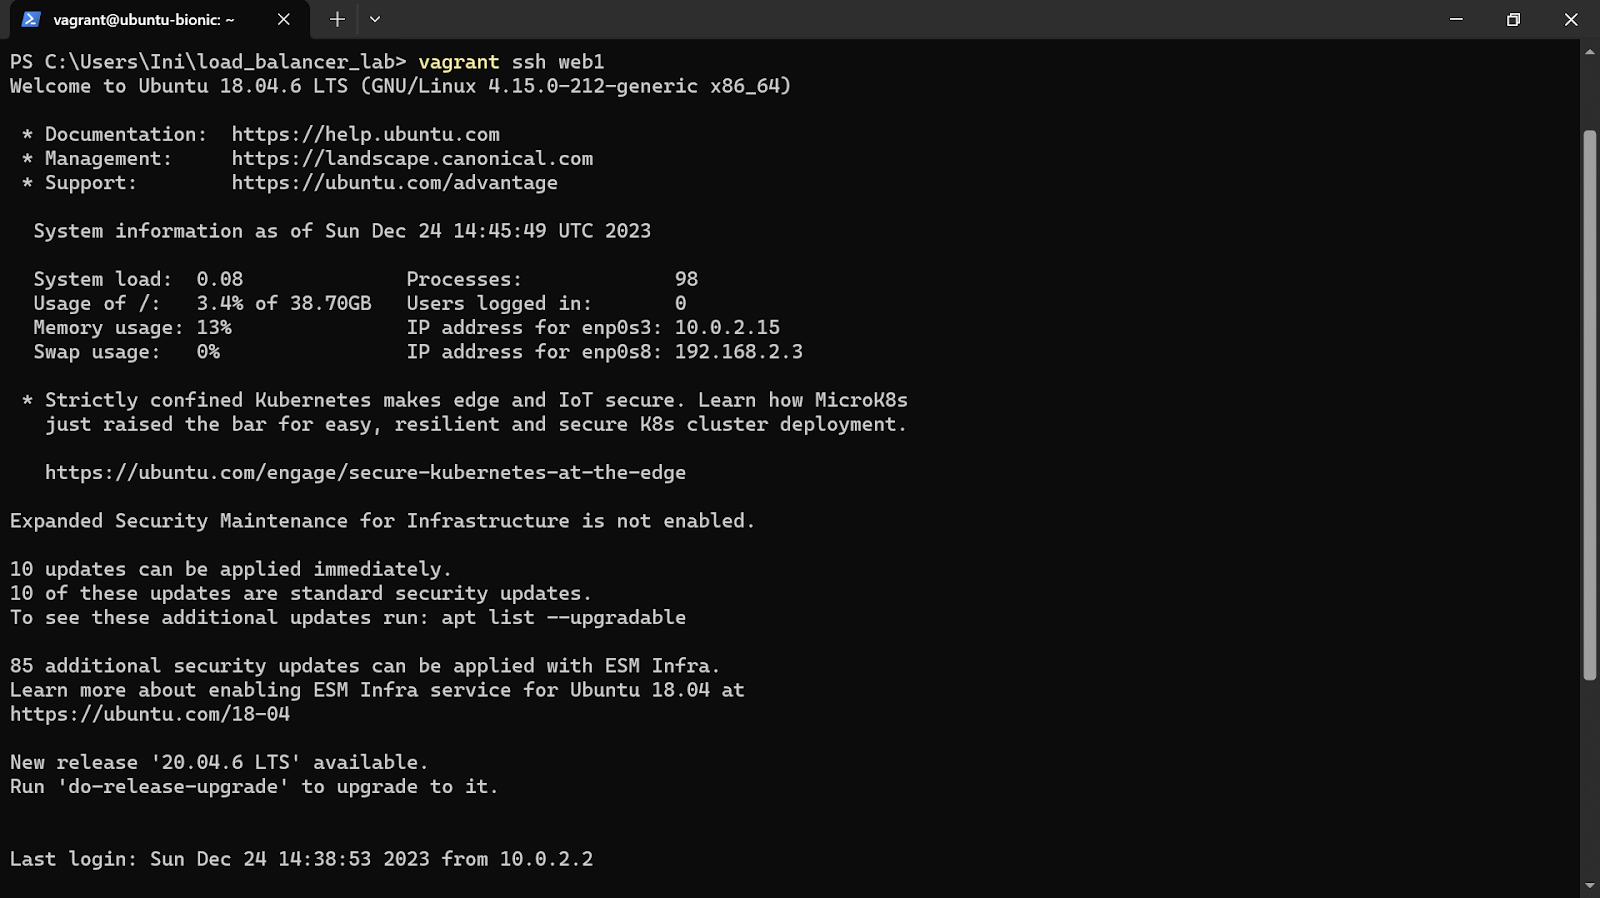 vagrant@ubuntu-bionic: ~
PS C:\Users\Ini\load_balancer_lab> vagrant ssh web1
Welcome to Ubuntu 18.04.6 LTS (GNU/Linux 4.15.0-212-generic x86_64)
* Documentation:  https://help.ubuntu.com
* Management:     https://landscape.canonical.com
* Support:        https://ubuntu.com/advantage
System information as of Sun Dec 24 14:45:49 UTC 2023
System load:  0.08              Processes:             98
Usage of /:   3.4% of 38.70GB   Users logged in:       0
Memory usage: 13%               IP address for enp0s3: 10.0.2.15
Swap usage:   0%                IP address for enp0s8: 192.168.2.3
* Strictly confined Kubernetes makes edge and IoT secure. Learn how MicroK8s
just raised the bar for easy, resilient and secure K8s cluster deployment.
https://ubuntu.com/engage/secure-kubernetes-at-the-edge
Expanded Security Maintenance for Infrastructure is not enabled.
10 updates can be applied immediately.
10 of these updates are standard security updates.
To see these additional updates run: apt list --upgradable
85 additional security updates can be applied with ESM Infra.
Learn more about enabling ESM Infra service for Ubuntu 18.04 at
https://ubuntu.com/18-04
New release '20.04.6 LTS' available.
Run 'do-release-upgrade' to upgrade to it.
Last login: Sun Dec 24 14:38:53 2023 from 10.0.2.2